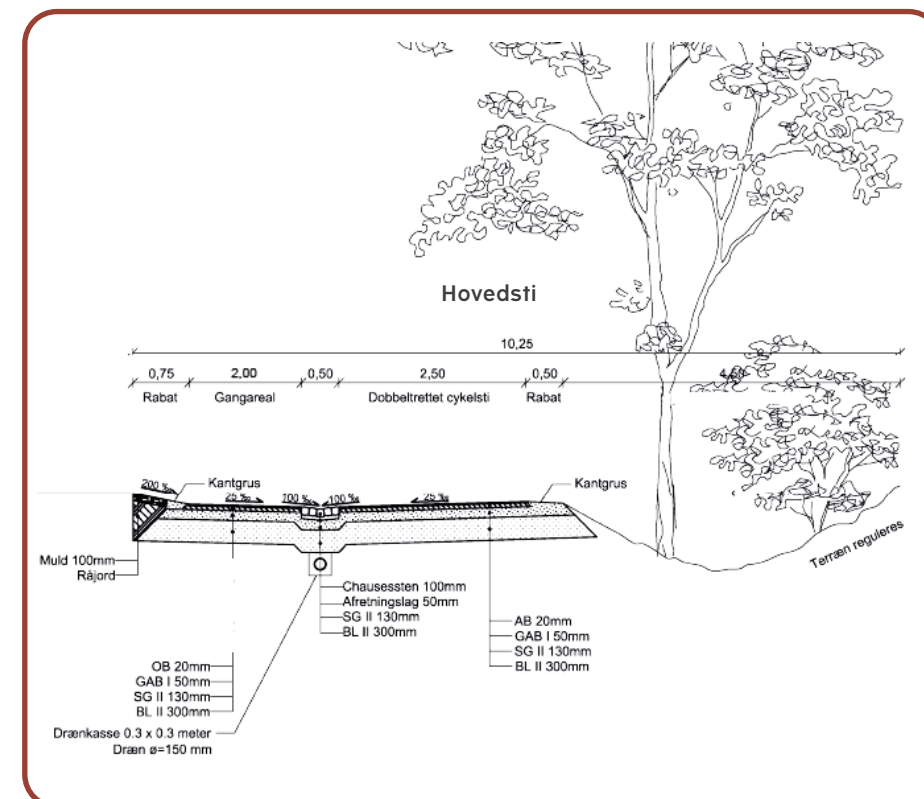 Hovedsti
10,25
0,75 2,00 0,50 2,50 0,50 4,50
Rabat Gangareal Dobbeltrettet cykelsti Rabat
200 ‰ Kantgrus 25 ‰ 100 ‰ 100 ‰ 25 ‰ Kantgrus
Terræn reguleres
Muld 100mm
Råjord
Chaussesten 100mm
Afretningslag 50mm
SG II 130mm
BL II 300mm
AB 20mm
GAB I 50mm
SG II 130mm
BL II 300mm
OB 20mm
GAB I 50mm
SG II 130mm
BL II 300mm
Drænkasse 0.3 x 0.3 meter
Dræn ø=150 mm